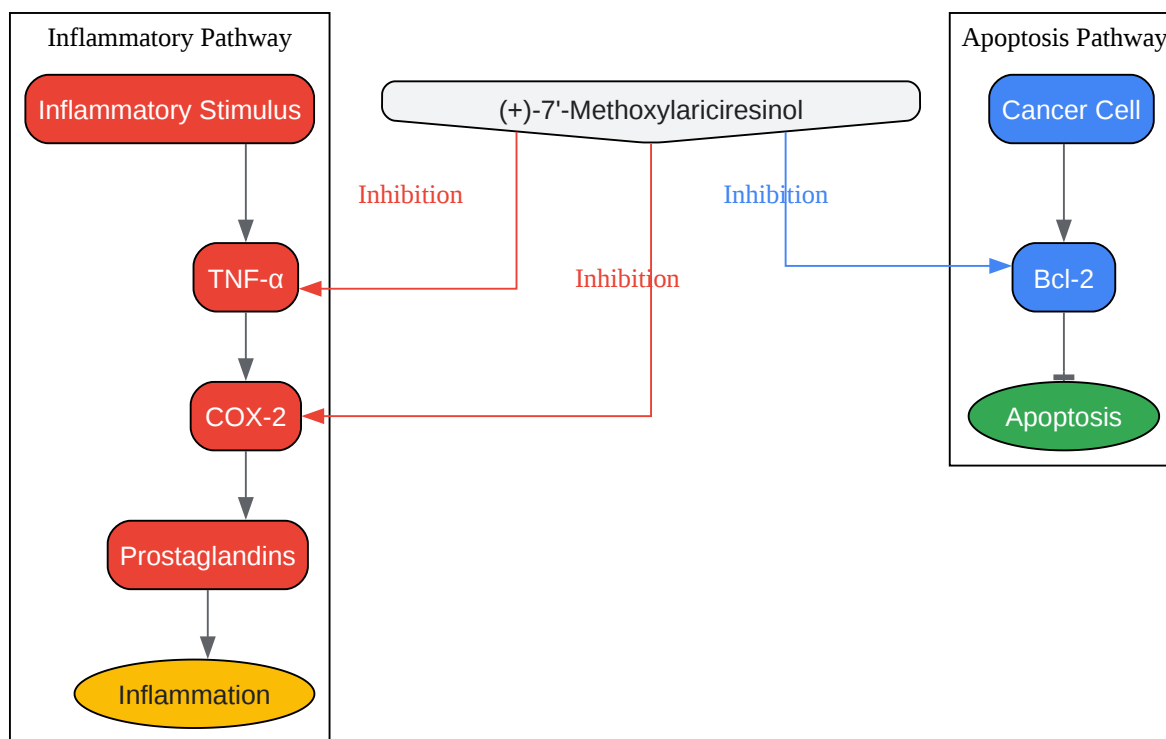 Inflammatory Pathway
Apoptosis Pathway
Inflammatory Stimulus
(+)-7'-Methoxylariciresinol
Cancer Cell
Inhibition
Inhibition
TNF-α
Inhibition
Bcl-2
COX-2
Apoptosis
Prostaglandins
Inflammation